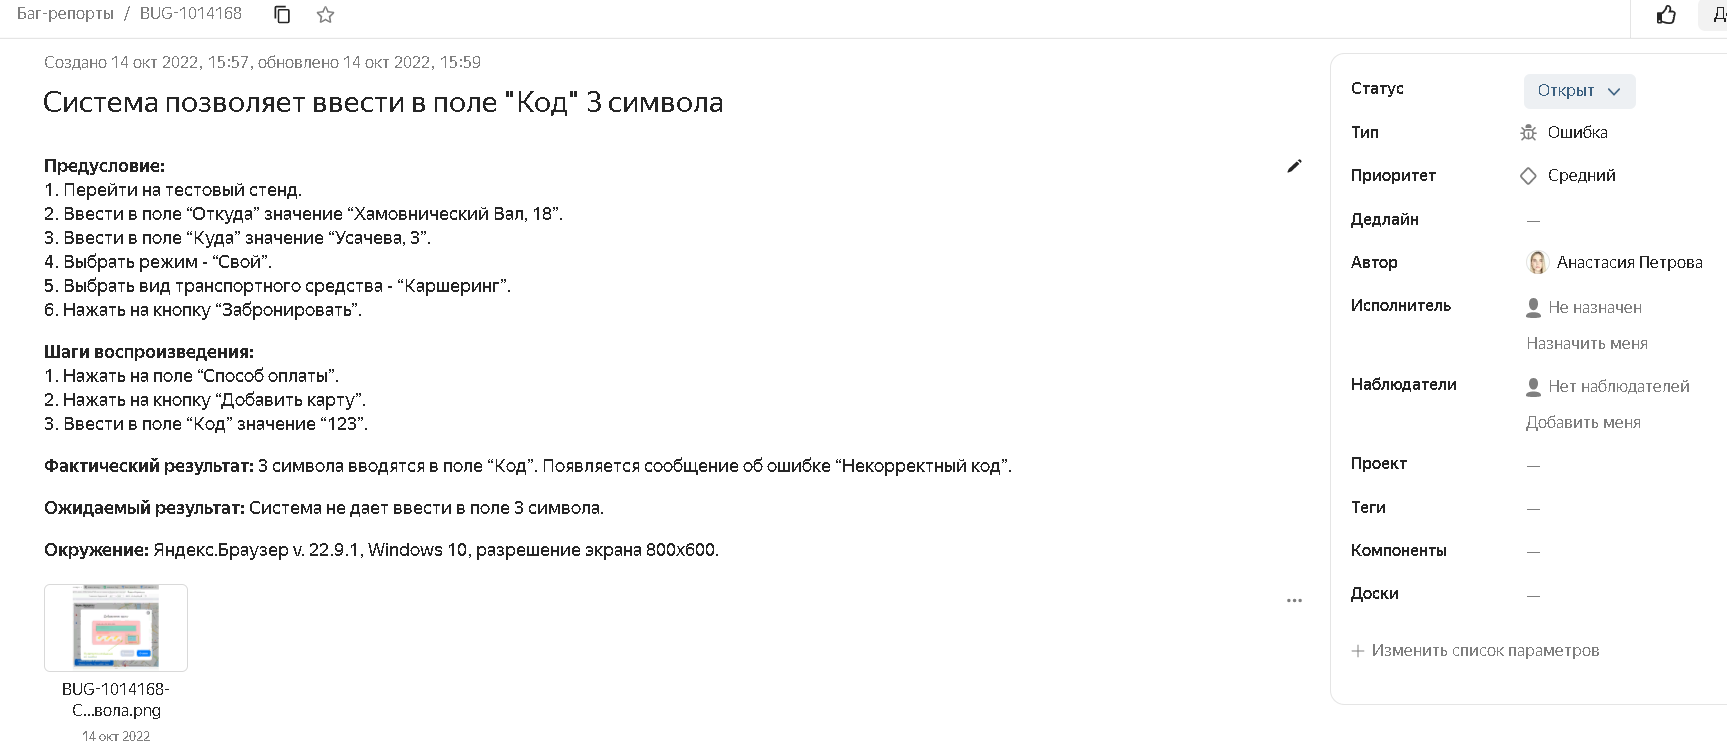 Баг-репорты / BUG-1014168
Создано 14 окт 2022, 15:57, обновлено 14 окт 2022, 15:59
Система позволяет ввести в поле "Код" 3 символа
Предусловие:
1. Перейти на тестовый стенд.
2. Ввести в поле “Откуда” значение “Хамовнический Вал, 18”.
3. Ввести в поле “Куда” значение “Усачева, 3”.
4. Выбрать режим - “Свой”.
5. Выбрать вид транспортного средства - “Каршеринг”.
6. Нажать на кнопку “Забронировать”.
Шаги воспроизведения:
1. Нажать на поле “Способ оплаты”.
2. Нажать на кнопку “Добавить карту”.
3. Ввести в поле “Код” значение “123”.
Фактический результат: 3 символа вводятся в поле “Код”. Появляется сообщение об ошибке “Некорректный код”.
Ожидаемый результат: Система не дает ввести в поле 3 символа.
Окружение: Яндекс.Браузер v. 22.9.1, Windows 10, разрешение экрана 800x600.
BUG-1014168-
С...вола.png
14 окт 2022
Статус Открыт
Тип Ошибка
Приоритет Средний
Дедлайн —
Автор Анастасия Петрова
Исполнитель Не назначен
Назначить меня
Наблюдатели Нет наблюдателей
Добавить меня
Проект —
Теги —
Компоненты —
Доски —
+ Изменить список параметров